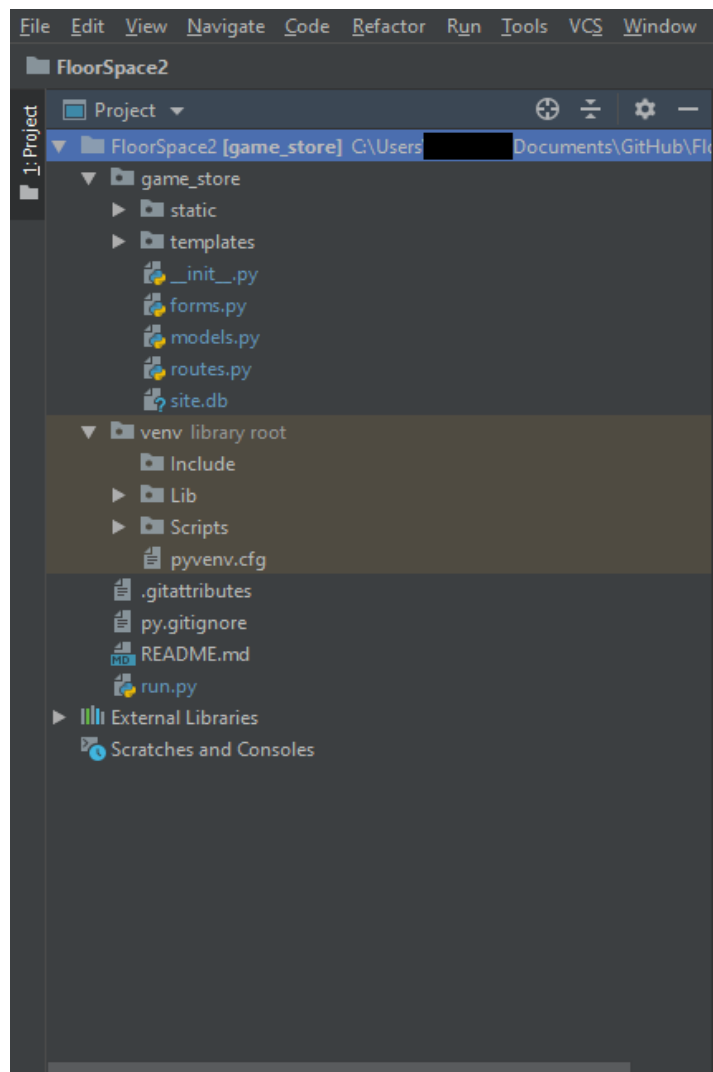 File Edit View Navigate Code Refactor Run Tools VCS Window
FloorSpace2
1: Project
Project
FloorSpace2 [game_store] C:\Users\ Documents\GitHub\Flo
game_store
static
templates
__init__.py
forms.py
models.py
routes.py
site.db
venv library root
Include
Lib
Scripts
pyvenv.cfg
.gitattributes
py.gitignore
MD README.md
run.py
External Libraries
Scratches and Consoles